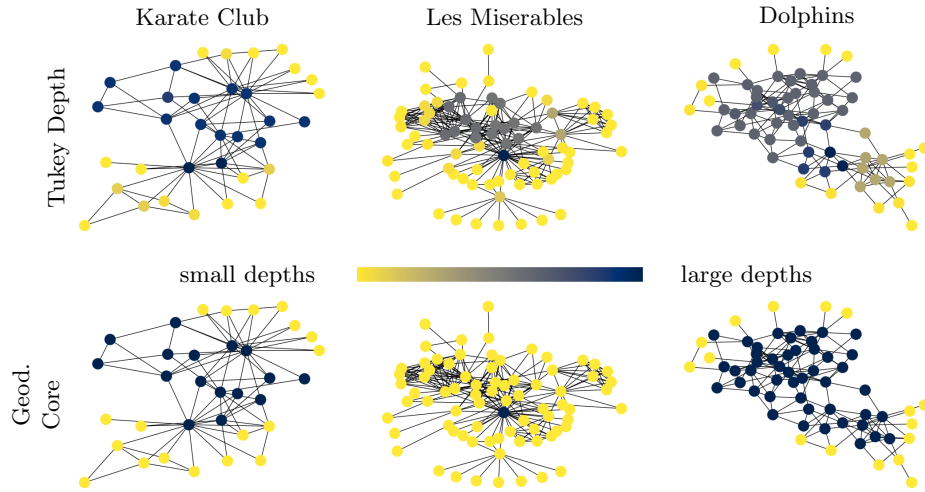 Karate Club
Les Miserables
Dolphins
Tukey Depth
small depths
large depths
Geod.
Core